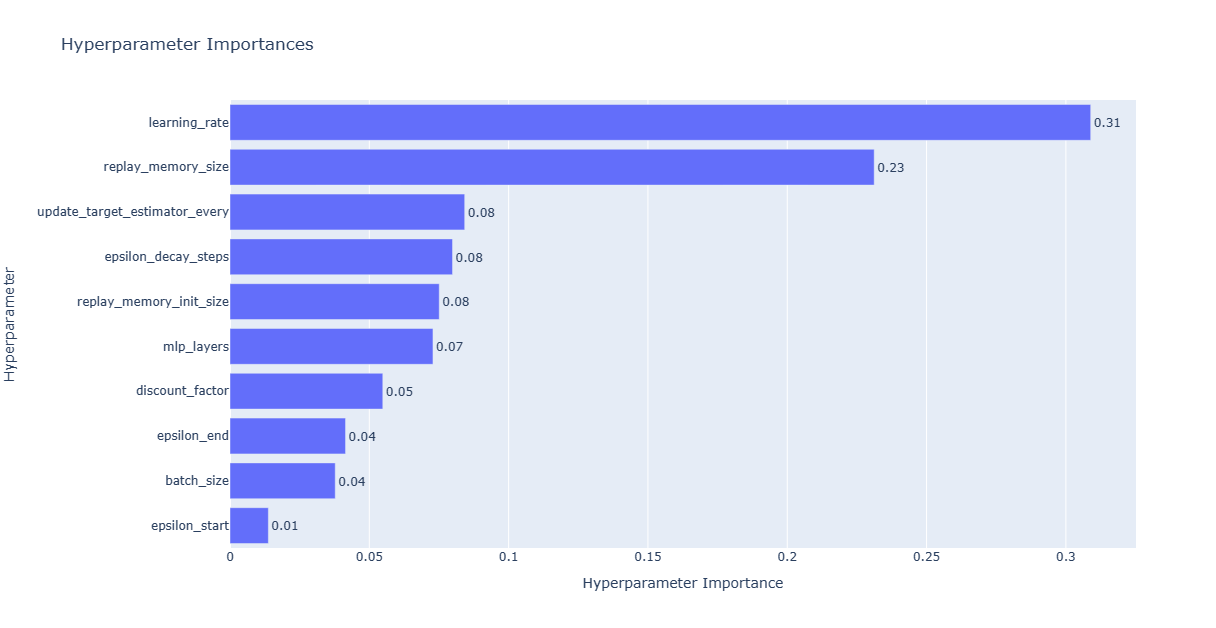 Hyperparameter Importances
learning_rate 0.31
replay_memory_size 0.23
update_target_estimator_every 0.08
epsilon_decay_steps 0.08
replay_memory_init_size 0.08
mlp_layers 0.07
discount_factor 0.05
epsilon_end 0.04
batch_size 0.04
epsilon_start 0.01
0 0.05 0.1 0.15 0.2 0.25 0.3
Hyperparameter Importance
Hyperparameter